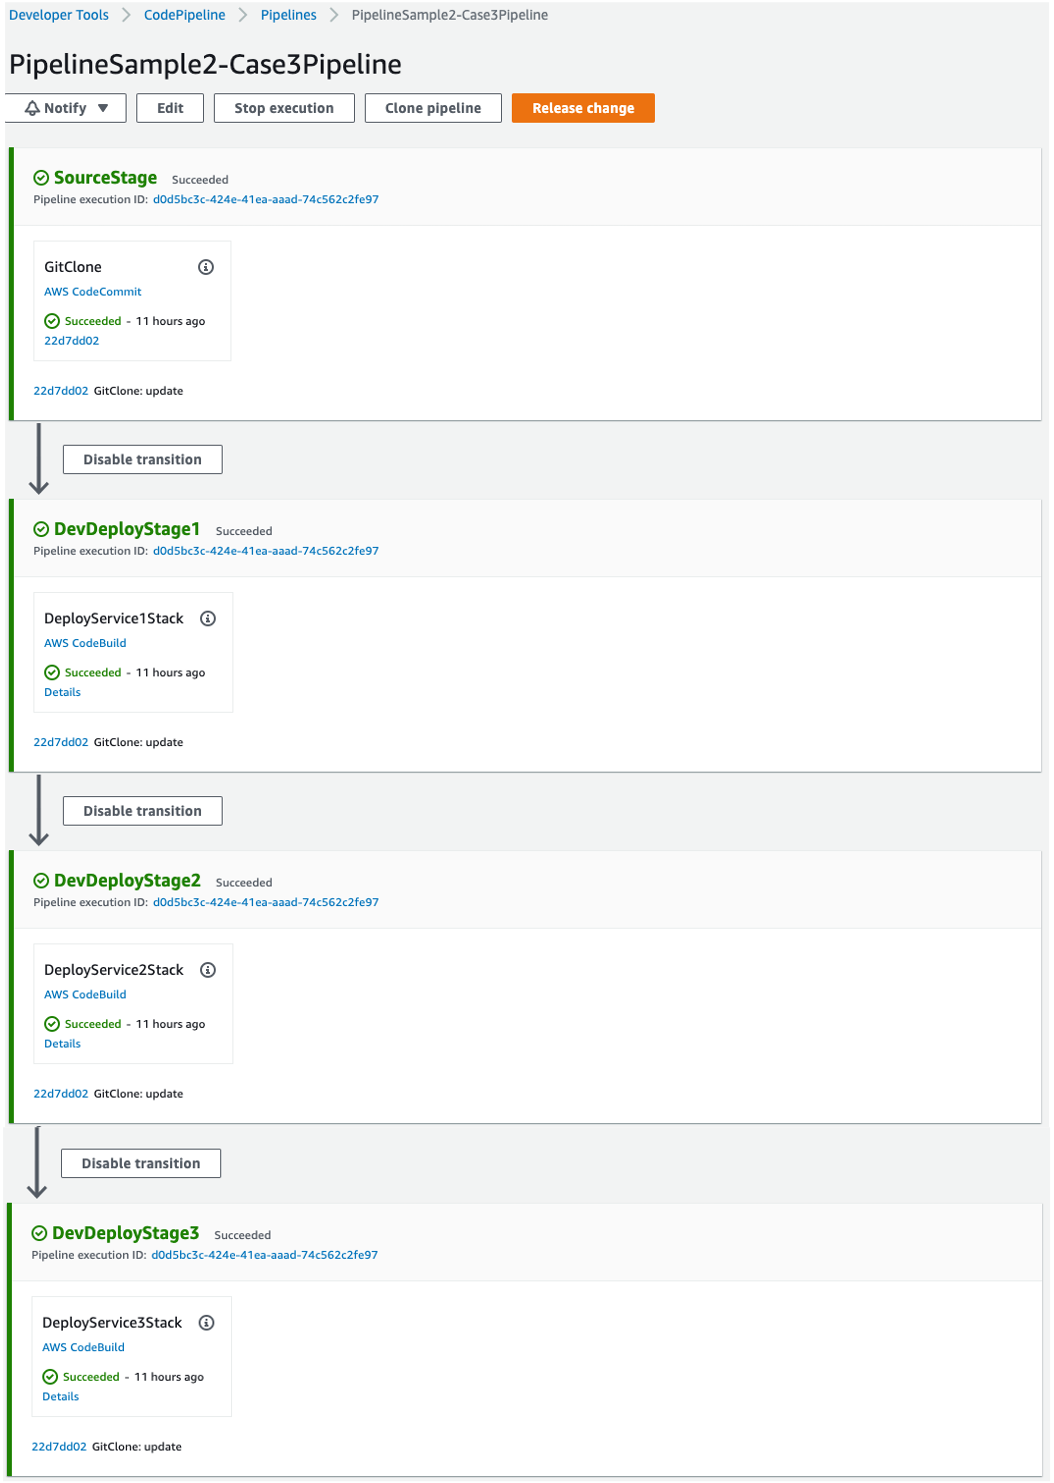 Developer Tools > CodePipeline > Pipelines > PipelineSample2-Case3Pipeline
PipelineSample2-Case3Pipeline
Notify ▼ Edit Stop execution Clone pipeline Release change
SourceStage Succeeded
Pipeline execution ID: d0d5bc3c-424e-41ea-aaad-74c562c2fe97
GitClone
AWS CodeCommit
Succeeded - 11 hours ago
22d7dd02
22d7dd02 GitClone: update
Disable transition
DevDeployStage1 Succeeded
Pipeline execution ID: d0d5bc3c-424e-41ea-aaad-74c562c2fe97
DeployService1Stack
AWS CodeBuild
Succeeded - 11 hours ago
Details
22d7dd02 GitClone: update
Disable transition
DevDeployStage2 Succeeded
Pipeline execution ID: d0d5bc3c-424e-41ea-aaad-74c562c2fe97
DeployService2Stack
AWS CodeBuild
Succeeded - 11 hours ago
Details
22d7dd02 GitClone: update
Disable transition
DevDeployStage3 Succeeded
Pipeline execution ID: d0d5bc3c-424e-41ea-aaad-74c562c2fe97
DeployService3Stack
AWS CodeBuild
Succeeded - 11 hours ago
Details
22d7dd02 GitClone: update